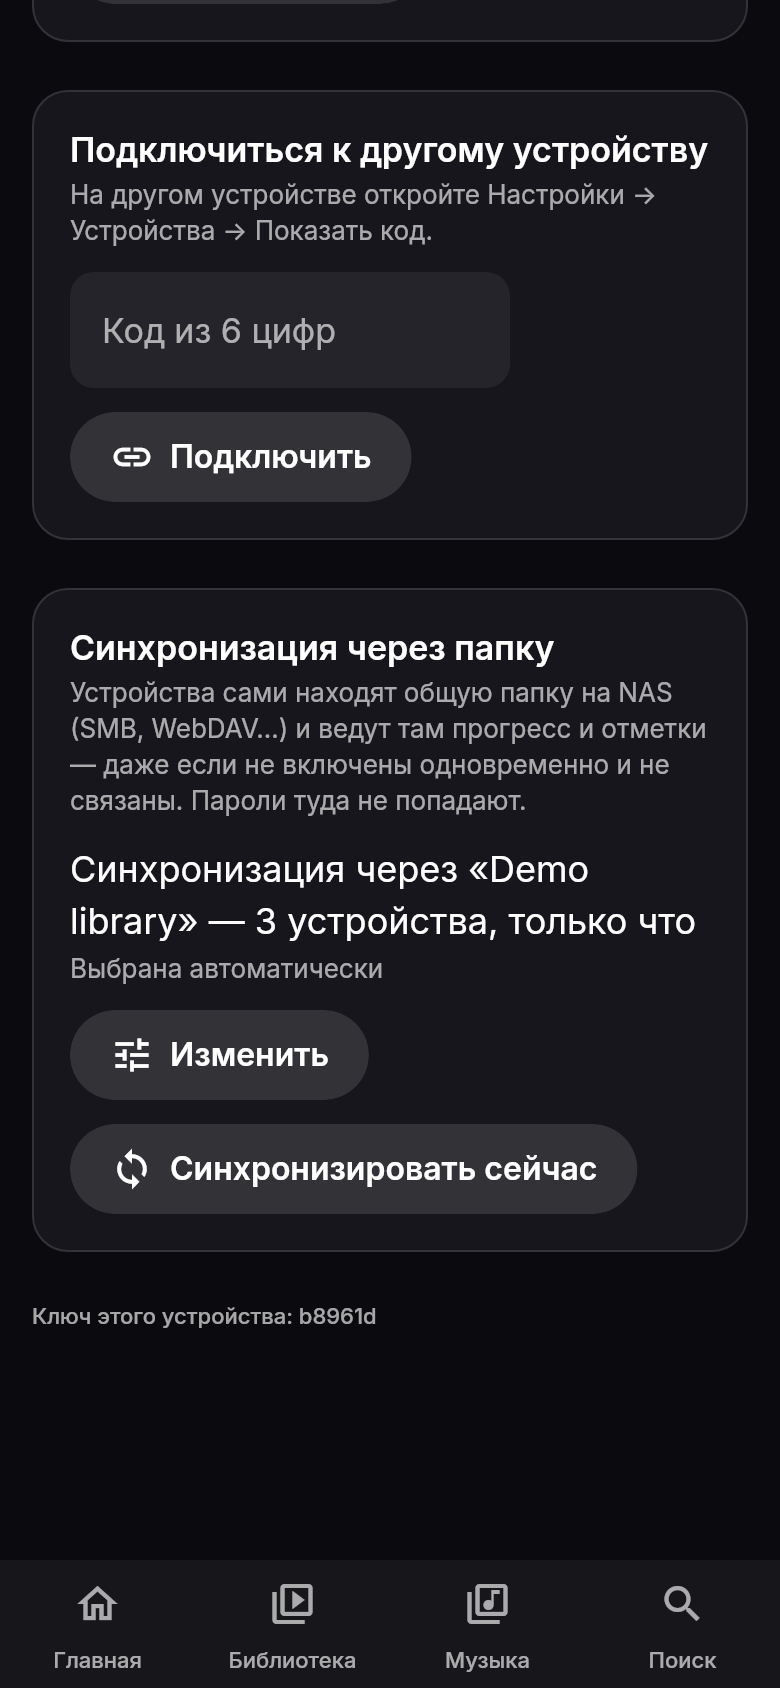 Подключиться к другому устройству
На другом устройстве откройте Настройки →
Устройства → Показать код.
Код из 6 цифр
Подключить
Синхронизация через папку
Устройства сами находят общую папку на NAS
(SMB, WebDAV...) и ведут там прогресс и отметки
— даже если не включены одновременно и не
связаны. Пароли туда не попадают.
Синхронизация через «Demo
library» — 3 устройства, только что
Выбрана автоматически
Изменить
Синхронизировать сейчас
Ключ этого устройства: b8961d
Главная
Библиотека
Музыка
Поиск